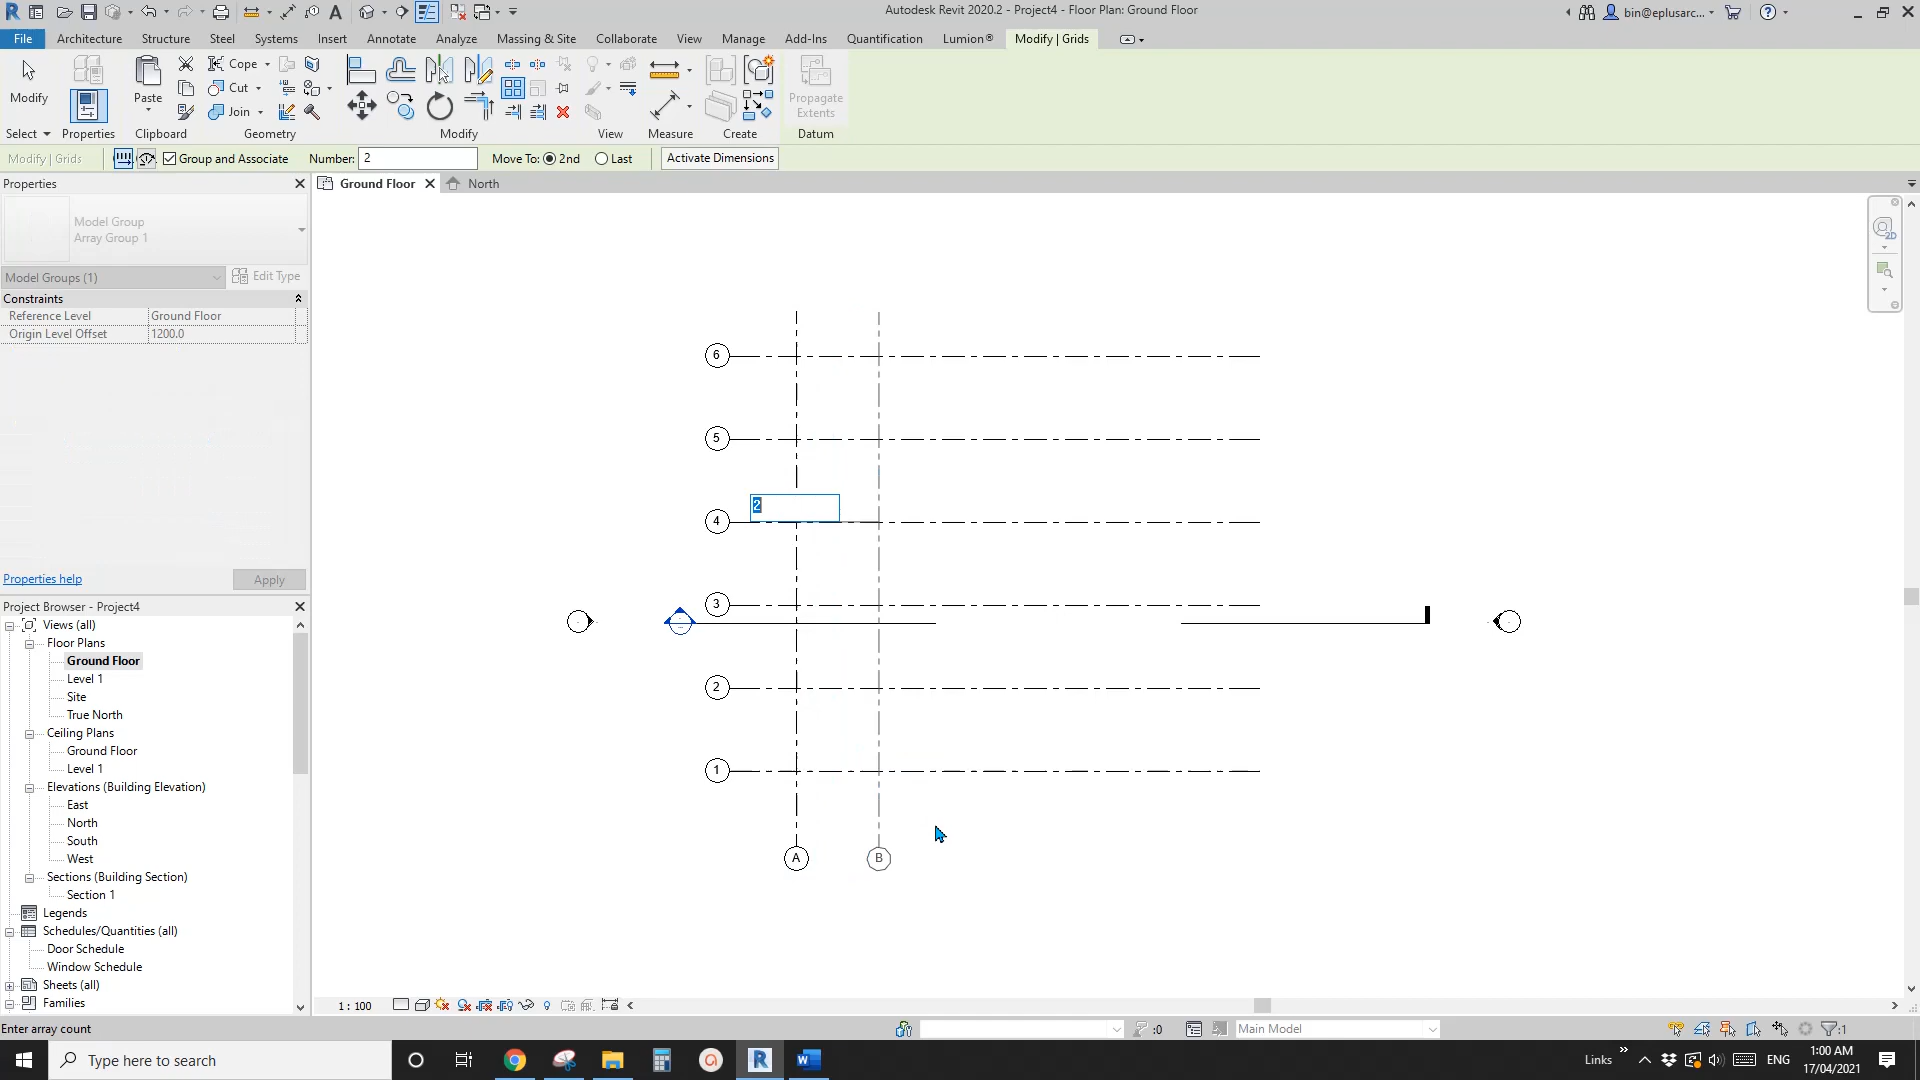 Autodesk Revit 2020.2 - Project4 - Floor Plan: Ground Floor
bin@eplusarc...
File Architecture Structure Steel Systems Insert Annotate Analyze Massing & Site Collaborate View Manage Add-Ins Quantification Lumion® Modify | Grids
Cope
Cut
Join
Modify
Paste
Propagate
Extents
Select Properties Clipboard Geometry Modify View Measure Create Datum
Modify | Grids Group and Associate Number: 2 Move To: 2nd Last Activate Dimensions
Properties
Ground Floor North
Model Group
Array Group 1
Model Groups (1) Edit Type
Constraints
Reference Level Ground Floor
Origin Level Offset 1200.0
Properties help Apply
6
5
2
4
3
2
1
A B
Project Browser - Project4
Views (all)
Floor Plans
Ground Floor
Level 1
Site
True North
Ceiling Plans
Ground Floor
Level 1
Elevations (Building Elevation)
East
North
South
West
Sections (Building Section)
Section 1
Legends
Schedules/Quantities (all)
Door Schedule
Window Schedule
Sheets (all)
Families
1 : 100
Enter array count
:0
Main Model
:1
Type here to search
Links
ENG
1:00 AM
17/04/2021